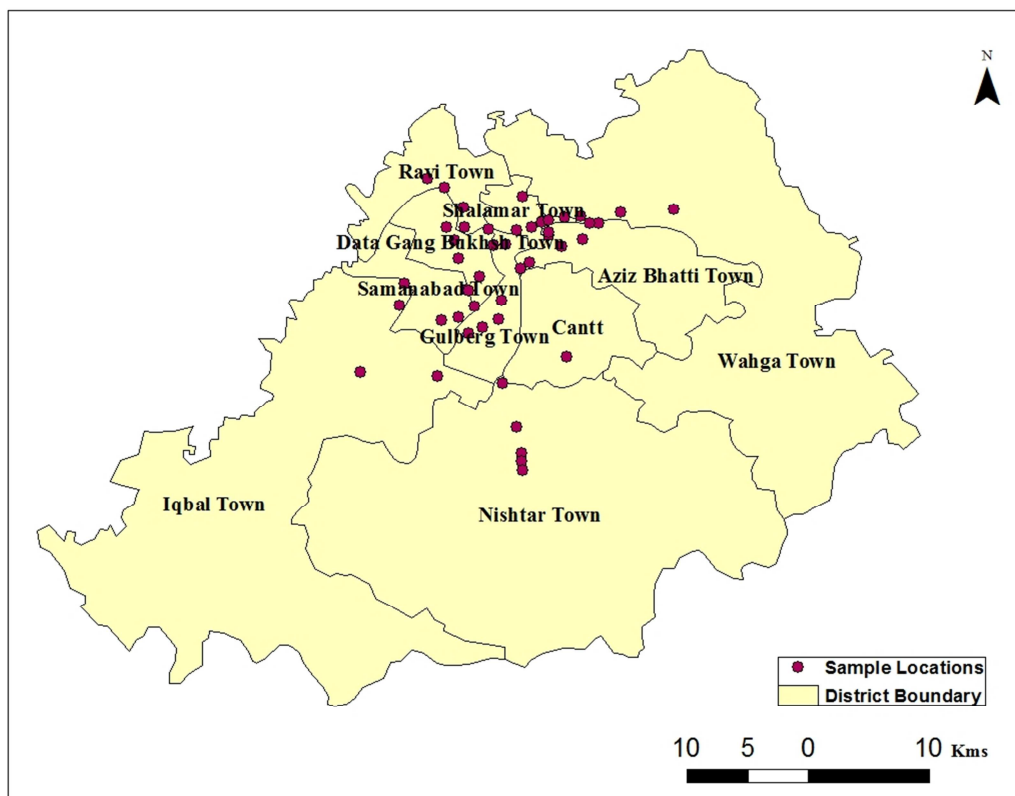 N
Ravi Town
Shalamar Town
Data Gang Bukhsh Town
Aziz Bhatti Town
Samanabad Town
Cantt
Gulberg Town
Wahga Town
Iqbal Town
Nishtar Town
Sample Locations
District Boundary
10 5 0 10 Kms